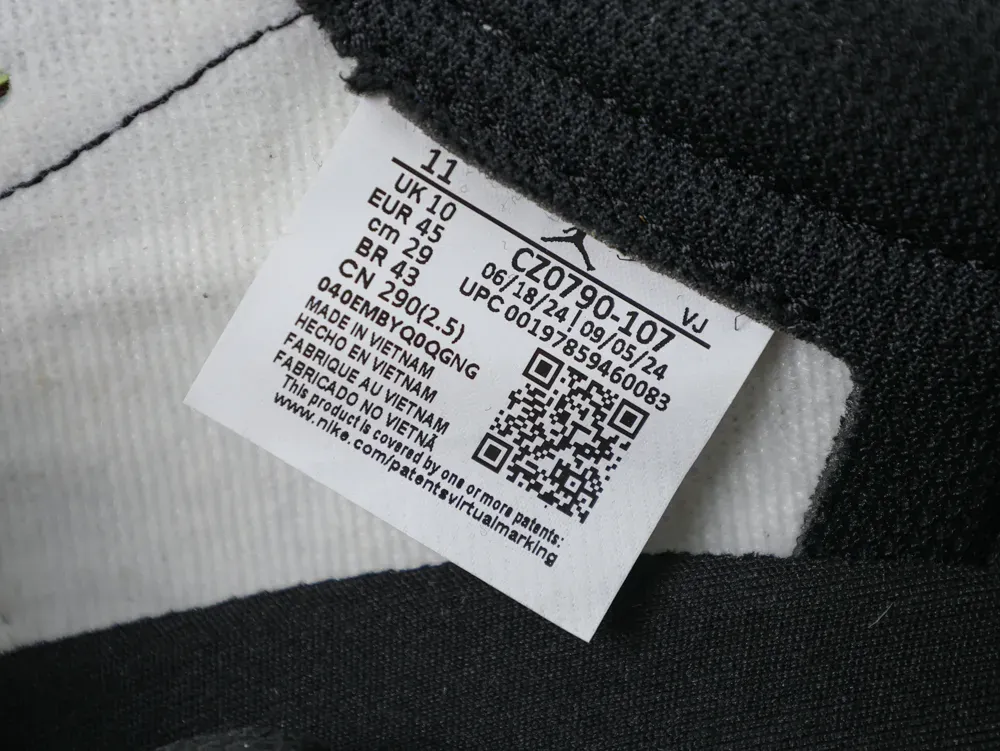 11
UK 10
EUR 45
cm 29
BR 43
CN 290(2.5)
040EMBYQ0QGNG
MADE IN VIETNAM
HECHO EN VIETNAM
FABRIQUE AU VIETNAM
FABRICADO NO VIETNÃ
This product is covered by one or more patents:
www.nike.com/patentsvirtualmarking
CZ0790-107 VJ
06/18/24 | 09/05/24
UPC 00197859460083